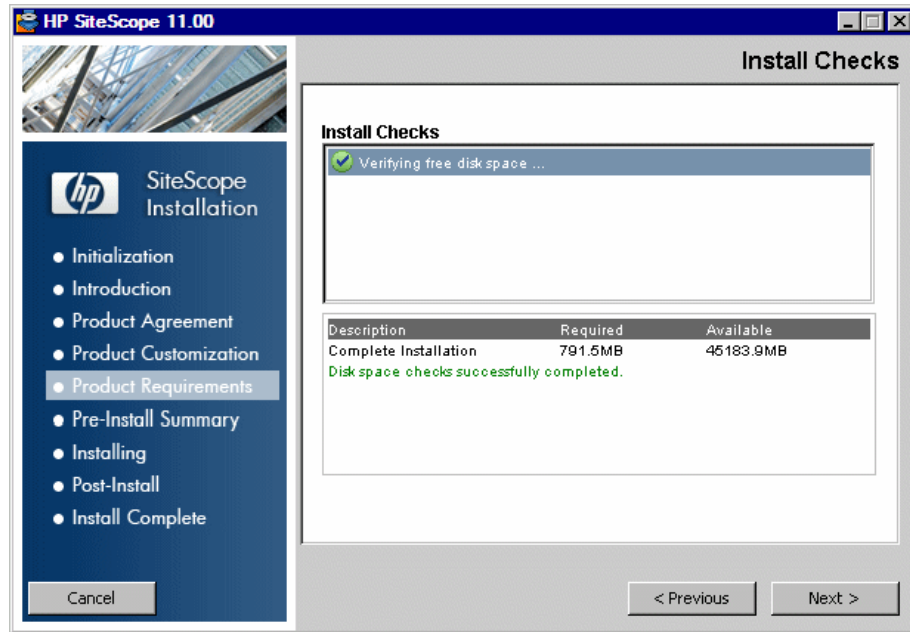 HP SiteScope 11.00
Install Checks
hp
SiteScope
Installation
Initialization
Introduction
Product Agreement
Product Customization
Product Requirements
Pre-Install Summary
Installing
Post-Install
Install Complete
Install Checks
Verifying free disk space ...
Description Required Available
Complete Installation 791.5MB 45183.9MB
Disk space checks successfully completed.
Cancel
< Previous
Next >